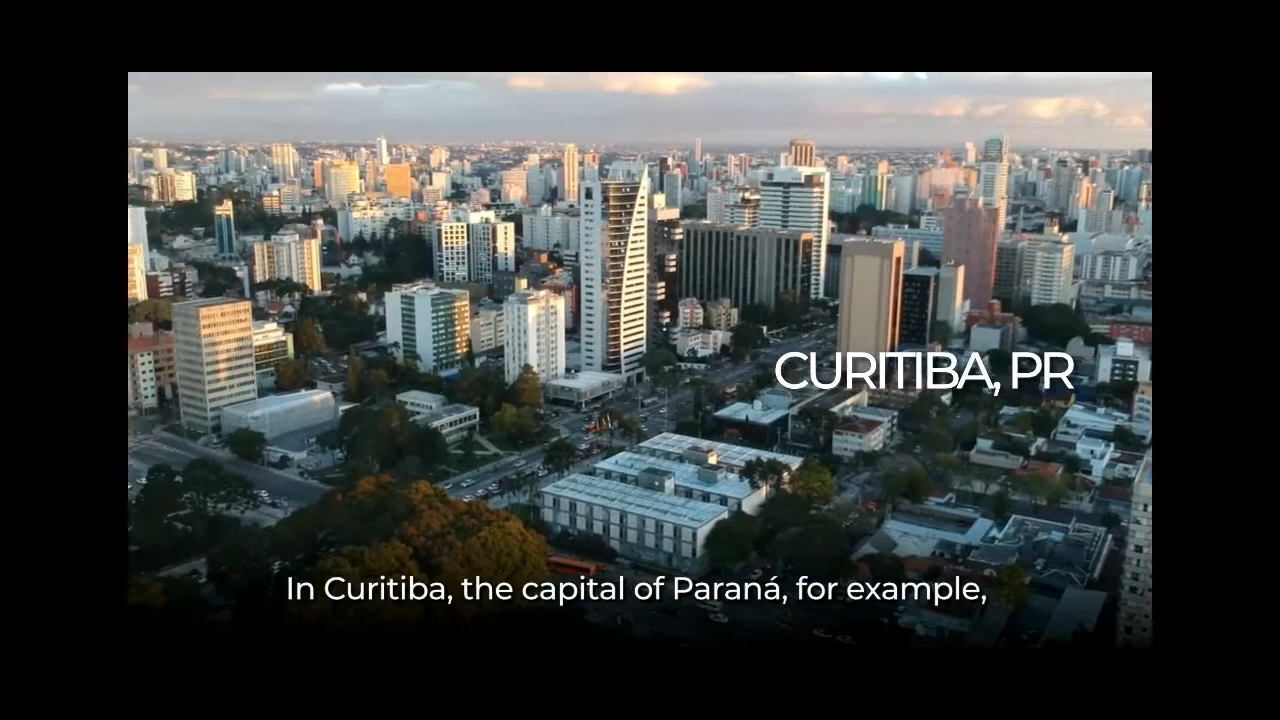 CURITIBA, PR
In Curitiba, the capital of Paraná, for example,